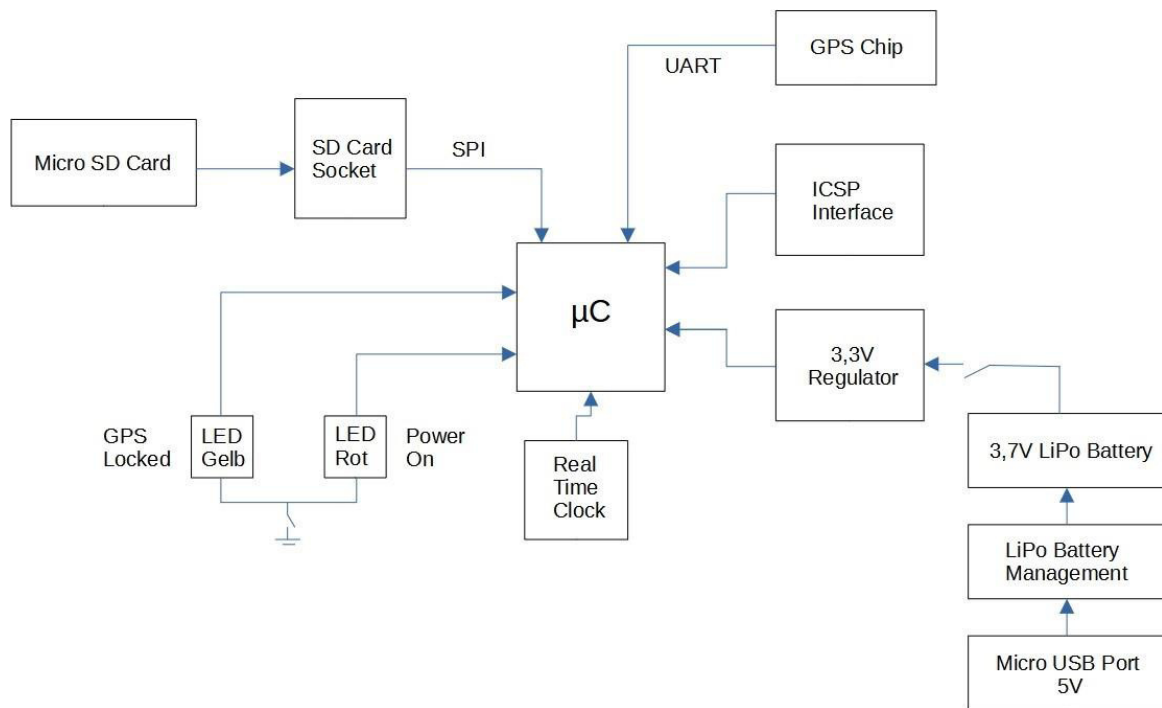 GPS Chip
UART
Micro SD Card
SD Card
Socket
SPI
ICSP
Interface
µC
3,3V
Regulator
GPS
Locked
LED
Gelb
LED
Rot
Power
On
Real
Time
Clock
3,7V LiPo Battery
LiPo Battery
Management
Micro USB Port
5V